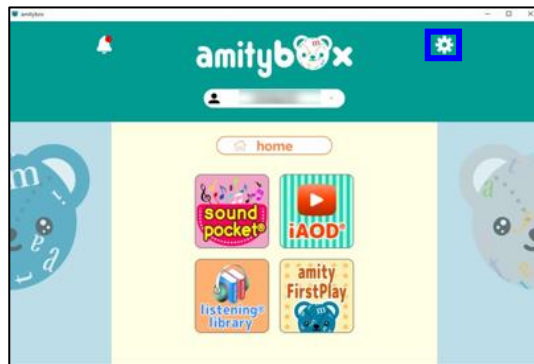 amitybox
amitybox
home
sound
pocket®
iAOD®
listening®
library
amity
FirstPlay
m